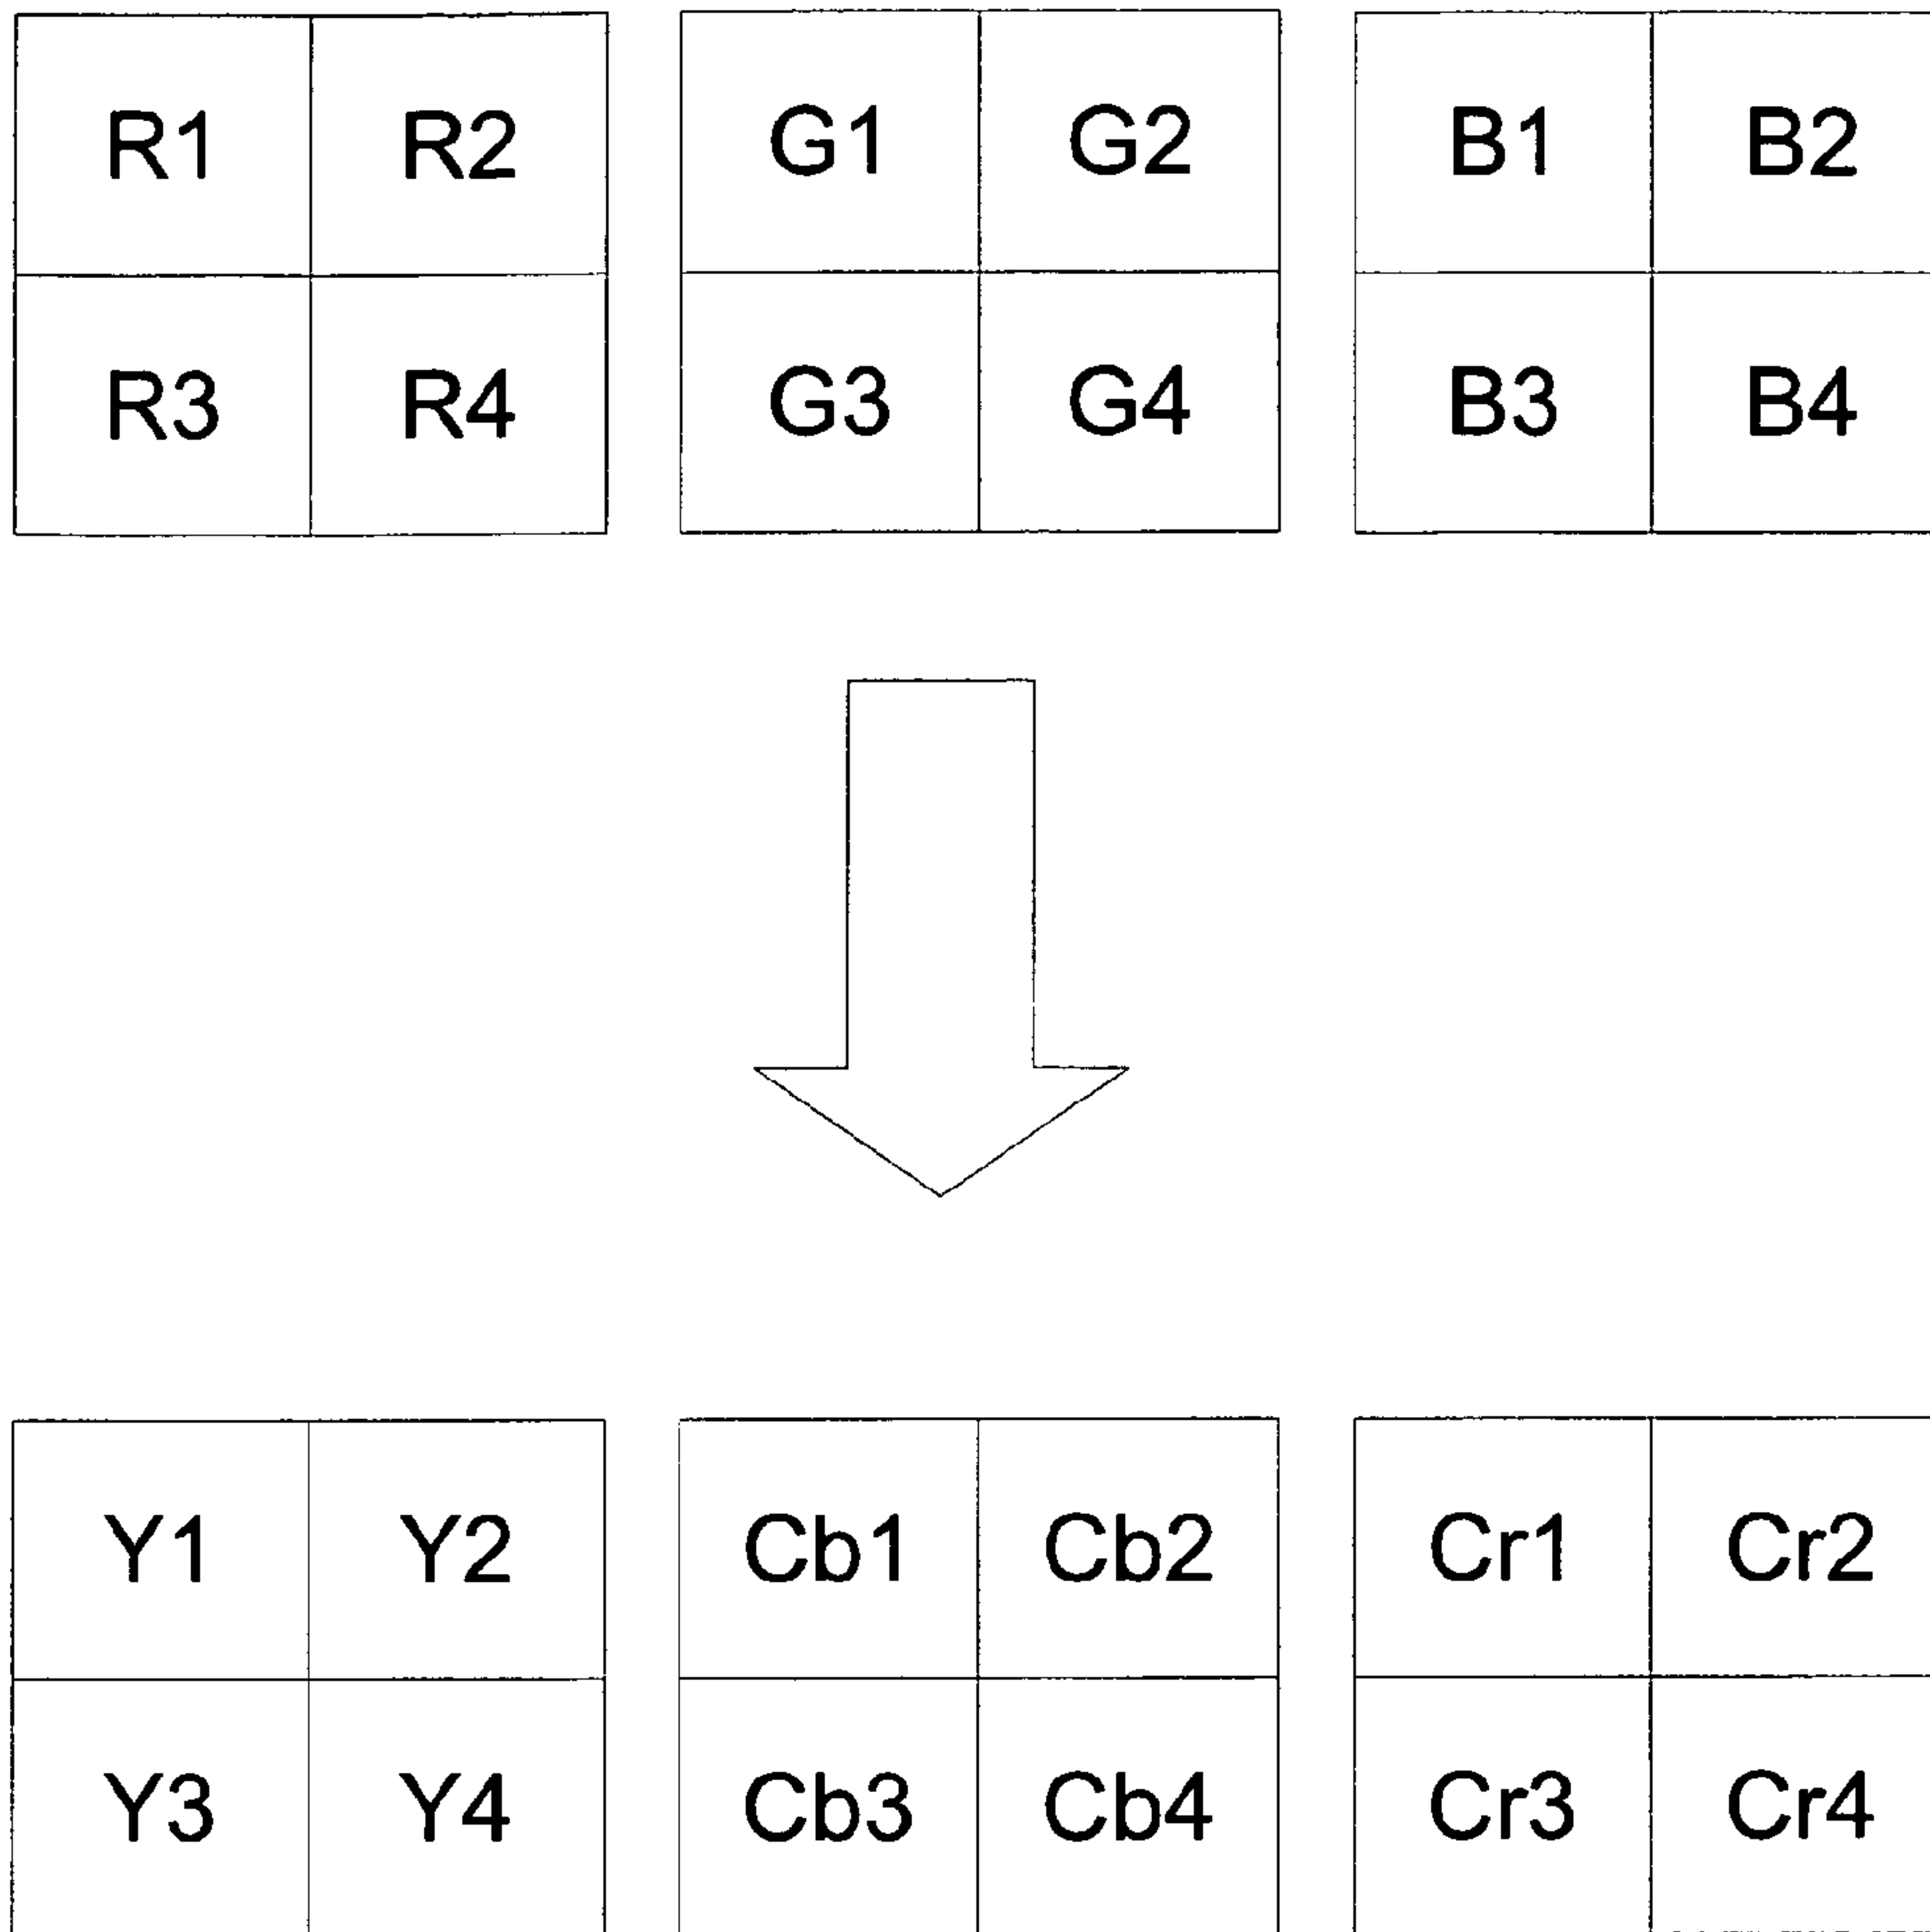 R1 R2 G1 G2 B1 B2
R3 R4 G3 G4 B3 B4
Y1 Y2 Cb1 Cb2 Cr1 Cr2
Y3 Y4 Cb3 Cb4 Cr3 Cr4